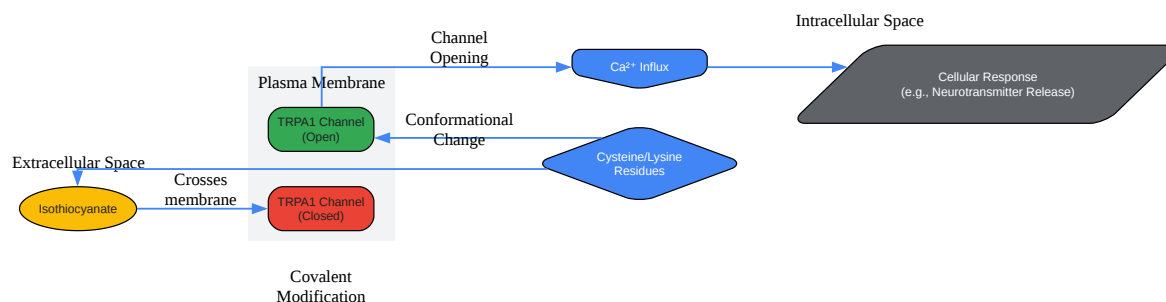 Intracellular Space
Channel
Opening
Ca²⁺ Influx
Cellular Response
(e.g., Neurotransmitter Release)
Plasma Membrane
TRPA1 Channel
(Open)
Conformational
Change
Cysteine/Lysine
Residues
Extracellular Space
Crosses
membrane
Isothiocyanate
TRPA1 Channel
(Closed)
Covalent
Modification